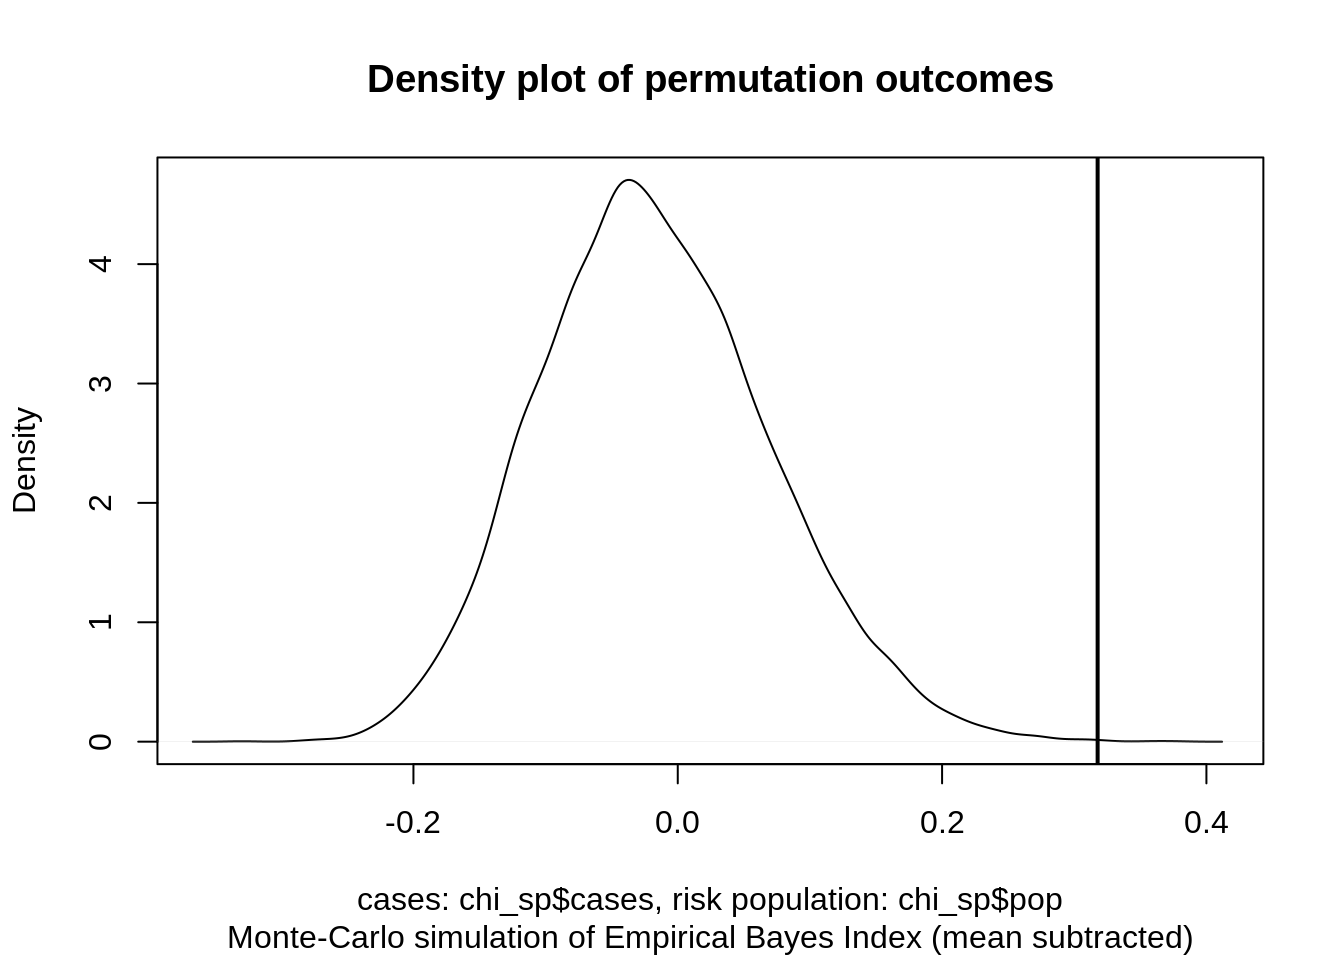 Density plot of permutation outcomes
Density
4
3
2
1
0
-0.2 0.0 0.2 0.4
cases: chi_sp$cases, risk population: chi_sp$pop
Monte-Carlo simulation of Empirical Bayes Index (mean subtracted)